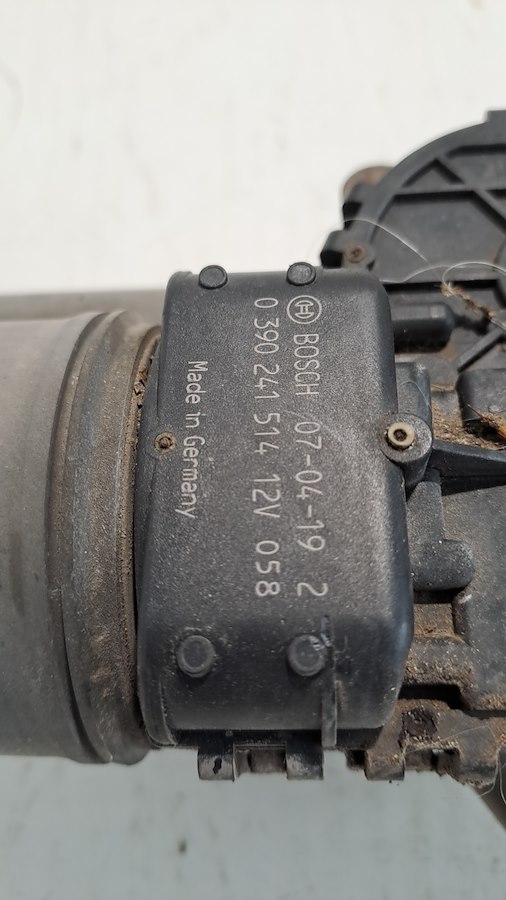 BOSCH 07-04-19 2
0 390 241 514 12V 058
Made in Germany